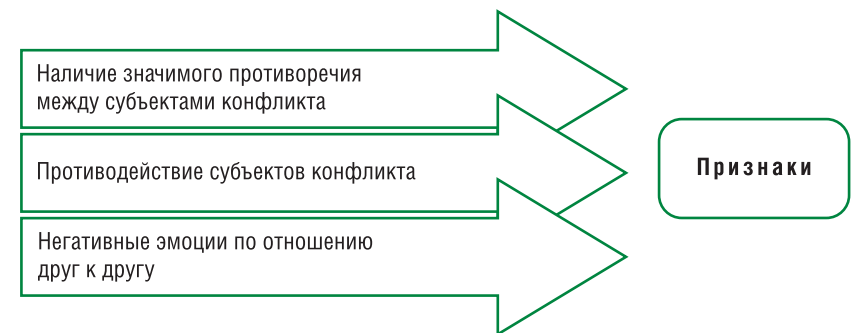 Наличие значимого противоречия
между субъектами конфликта
Противодействие субъектов конфликта
Негативные эмоции по отношению
друг к другу
Признаки